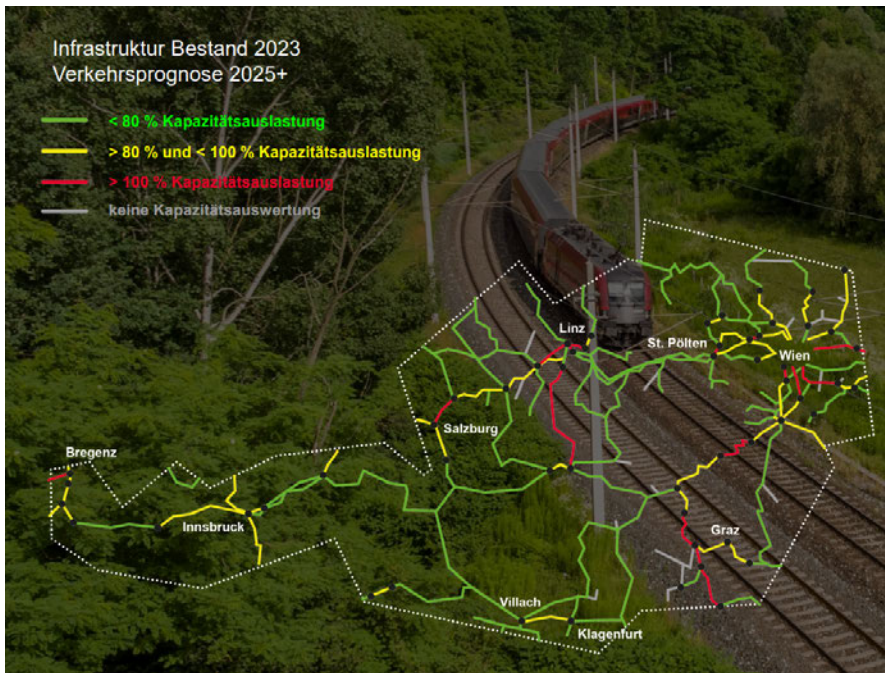 Infrastruktur Bestand 2023
Verkehrsprognose 2025+
< 80 % Kapazitätsauslastung
> 80 % und < 100 % Kapazitätsauslastung
> 100 % Kapazitätsauslastung
keine Kapazitätsauswertung
Linz
St. Pölten
Wien
Salzburg
Bregenz
Innsbruck
Graz
Villach
Klagenfurt